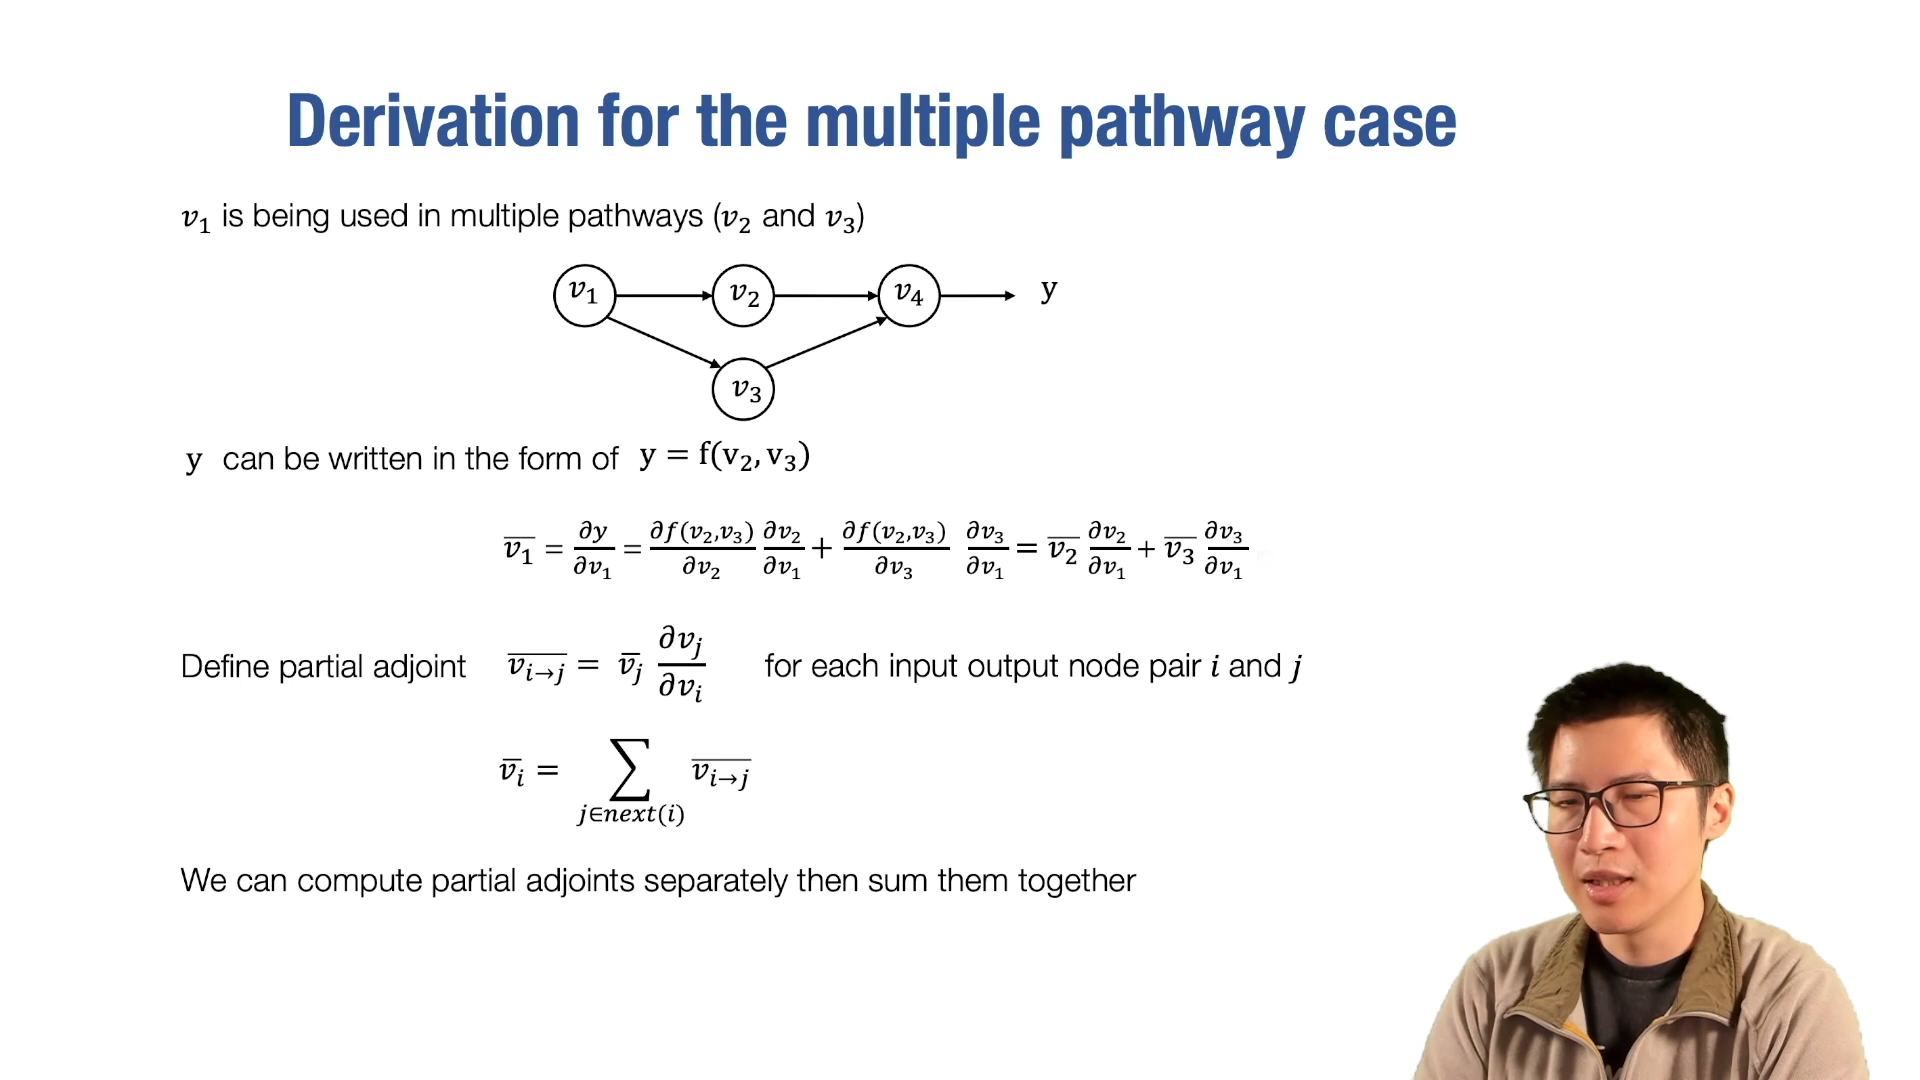 Derivation for the multiple pathway case
v₁ is being used in multiple pathways (v₂ and v₃)
v₁ v₂ v₄ y
v₃
y can be written in the form of y = f(v₂, v₃)
v̅₁ = ∂y/∂v₁ = ∂f(v₂,v₃)/∂v₂ ∂v₂/∂v₁ + ∂f(v₂,v₃)/∂v₃ ∂v₃/∂v₁ = v̅₂ ∂v₂/∂v₁ + v̅₃ ∂v₃/∂v₁
Define partial adjoint v̅ᵢ→ⱼ = v̅ⱼ ∂vⱼ/∂vᵢ for each input output node pair i and j
v̅ᵢ = ∑ j∈next(i) v̅ᵢ→ⱼ
We can compute partial adjoints separately then sum them together